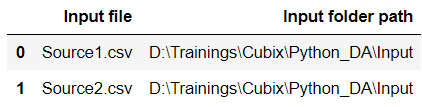 Input file Input folder path
0 Source1.csv D:\Trainings\Cubix\Python_DA\Input
1 Source2.csv D:\Trainings\Cubix\Python_DA\Input